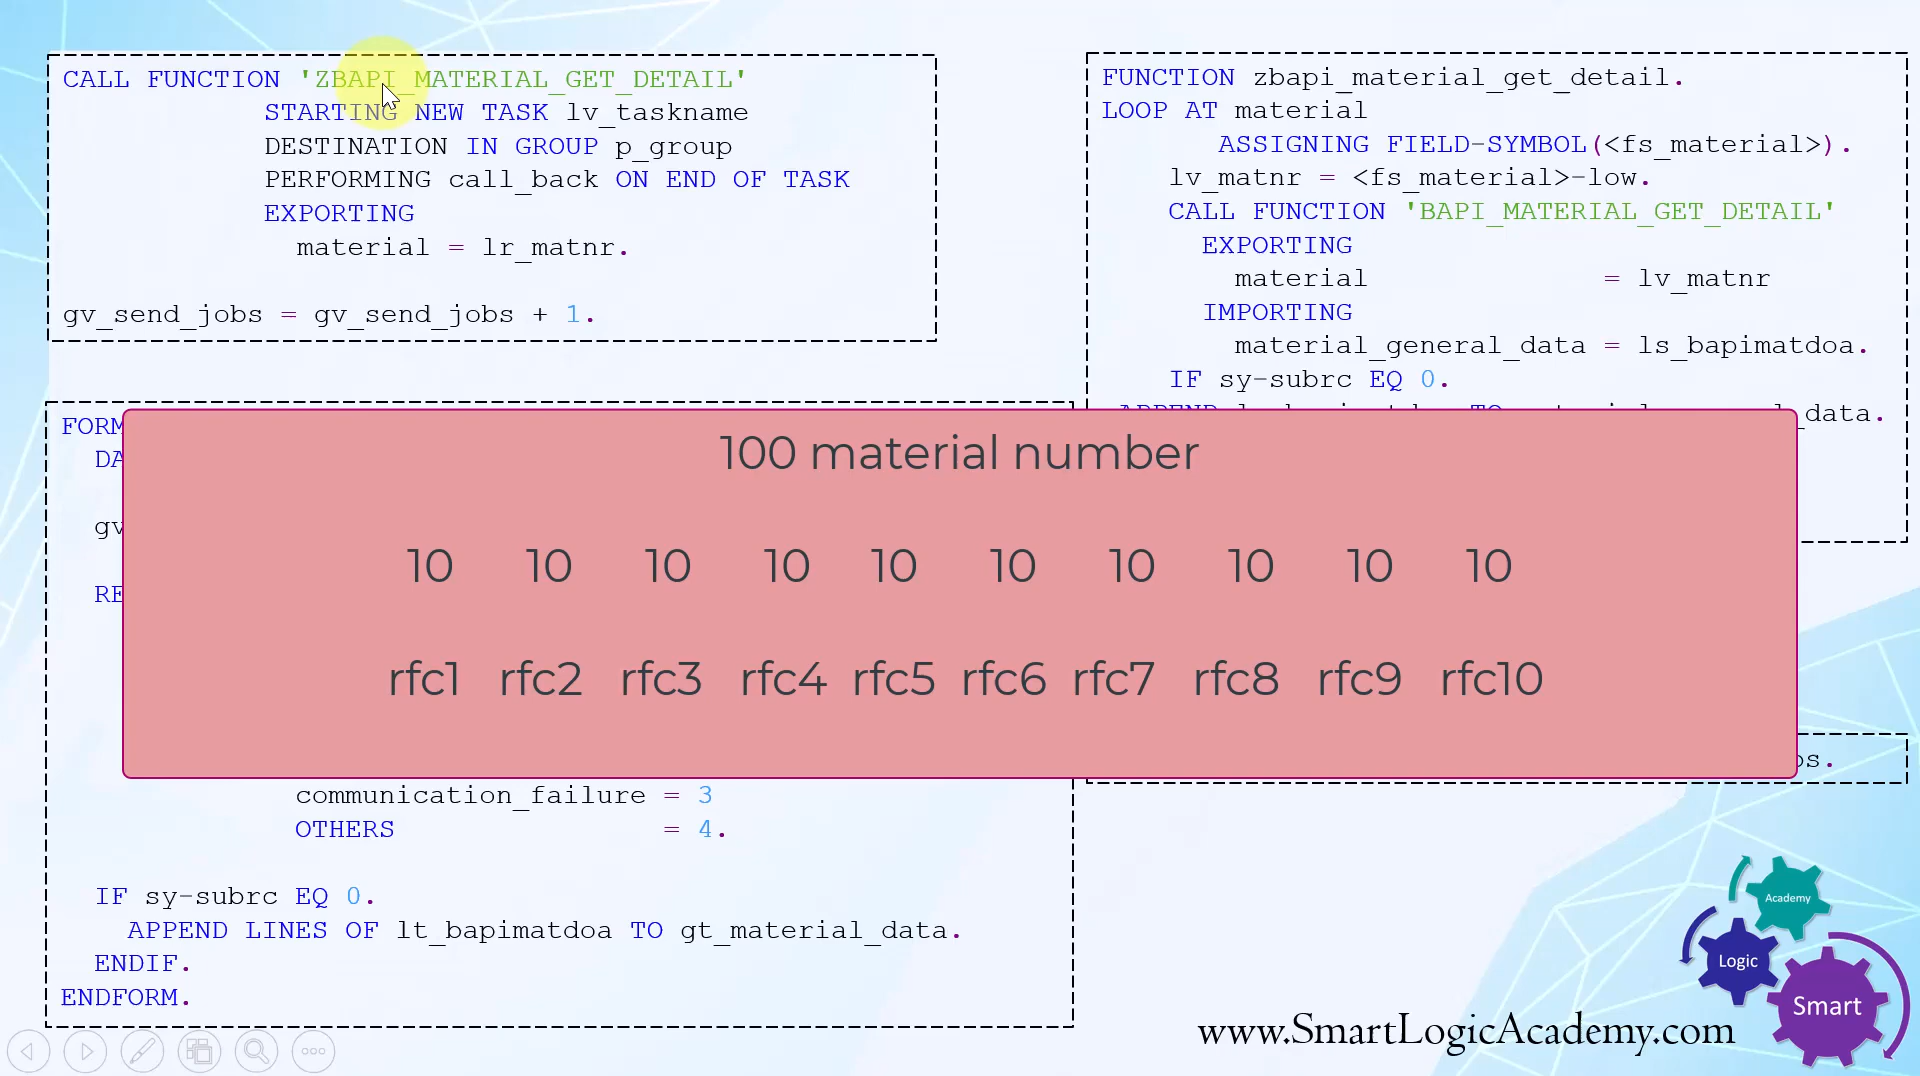 CALL FUNCTION 'ZBAPI_MATERIAL_GET_DETAIL'
STARTING NEW TASK lv_taskname
DESTINATION IN GROUP p_group
PERFORMING call_back ON END OF TASK
EXPORTING
material = lr_matnr.
gv_send_jobs = gv_send_jobs + 1.
FUNCTION zbapi_material_get_detail.
LOOP AT material
ASSIGNING FIELD-SYMBOL(<fs_material>).
lv_matnr = <fs_material>-low.
CALL FUNCTION 'BAPI_MATERIAL_GET_DETAIL'
EXPORTING
material = lv_matnr
IMPORTING
material_general_data = ls_bapimatdoa.
IF sy-subrc EQ 0.
_data.
FORM
DA
gv
RE
100 material number
10 10 10 10 10 10 10 10 10 10
rfc1 rfc2 rfc3 rfc4 rfc5 rfc6 rfc7 rfc8 rfc9 rfc10
communication_failure = 3
OTHERS = 4.
IF sy-subrc EQ 0.
APPEND LINES OF lt_bapimatdoa TO gt_material_data.
ENDIF.
ENDFORM.
Academy
Logic
Smart
www.SmartLogicAcademy.com